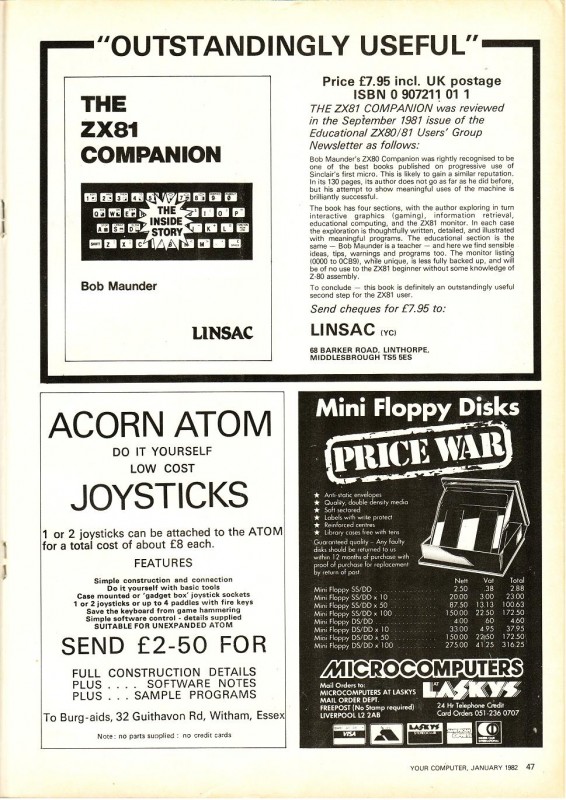 "OUTSTANDINGLY USEFUL"
THE
ZX81
COMPANION
THE
INSIDE
STORY
Bob Maunder
LINSAC
Price £7.95 incl. UK postage
ISBN 0 907211 01 1
THE ZX81 COMPANION was reviewed
in the September 1981 issue of the
Educational ZX80/81 Users' Group
Newsletter as follows:
Bob Maunder's ZX80 Companion was rightly recognised to be
one of the best books published on progressive use of
Sinclair's first micro. This is likely to gain a similar reputation.
In its 130 pages, its author does not go as far as he did before,
but his attempt to show meaningful uses of the machine is
brilliantly successful.
The book has four sections, with the author exploring in turn
interactive graphics (gaming), information retrieval,
educational computing, and the ZX81 monitor. In each case
the exploration is thoughtfully written, detailed, and illustrated
with meaningful programs. The educational section is the
same — Bob Maunder is a teacher — and here we find sensible
ideas, tips, warnings and programs too. The monitor listing
(0000 to 0CB9), while unique, is less fully backed up, and will
be of no use to the ZX81 beginner without some knowledge of
Z-80 assembly.
To conclude — this book is definitely an outstandingly useful
second step for the ZX81 user.
Send cheques for £7.95 to:
LINSAC (YC)
68 BARKER ROAD, LINTHORPE,
MIDDLESBROUGH TS5 5ES
ACORN ATOM
DO IT YOURSELF
LOW COST
JOYSTICKS
1 or 2 joysticks can be attached to the ATOM
for a total cost of about £8 each.
FEATURES
Simple construction and connection
Do it yourself with basic tools
Case mounted or 'gadget box' joystick sockets
1 or 2 joysticks or up to 4 paddles with fire keys
Save the keyboard from game hammering
Simple software control - details supplied
SUITABLE FOR UNEXPANDED ATOM
SEND £2-50 FOR
FULL CONSTRUCTION DETAILS
PLUS .... SOFTWARE NOTES
PLUS ... SAMPLE PROGRAMS
To Burg-aids, 32 Guithavon Rd, Witham, Essex
Note: no parts supplied : no credit cards
Mini Floppy Disks
PRICE WAR
★ Anti-static envelopes
★ Quality, double density media
★ Soft sectored
★ Labels with write protect
★ Reinforced centres
★ Library cases free with tens
Guaranteed quality – Any faulty
disks should be returned to us
within 12 months of purchase with
proof of purchase for replacement
by return of post
Nett Vat Total
Mini Floppy SS/DD 2.50 .38 2.88
Mini Floppy SS/DD x 10 20.00 3.00 23.00
Mini Floppy SS/DD x 50 87.50 13.13 100.63
Mini Floppy SS/DD x 100 150.00 22.50 172.50
Mini Floppy DS/DD 4.00 .60 4.60
Mini Floppy DS/DD x 10 33.00 4.95 37.95
Mini Floppy DS/DD x 50 150.00 22.50 172.50
Mini Floppy DS/DD x 100 275.00 41.25 316.25
MICROCOMPUTERS
AT
LASKYS
Mail Orders to:
MICROCOMPUTERS AT LASKYS
MAIL ORDER DEPT.
FREEPOST (No Stamp required)
LIVERPOOL L2 2AB
24 Hr Telephone Credit
Card Orders 051-236 0707
VISA
LASKYS
YOUR COMPUTER, JANUARY 1982 47